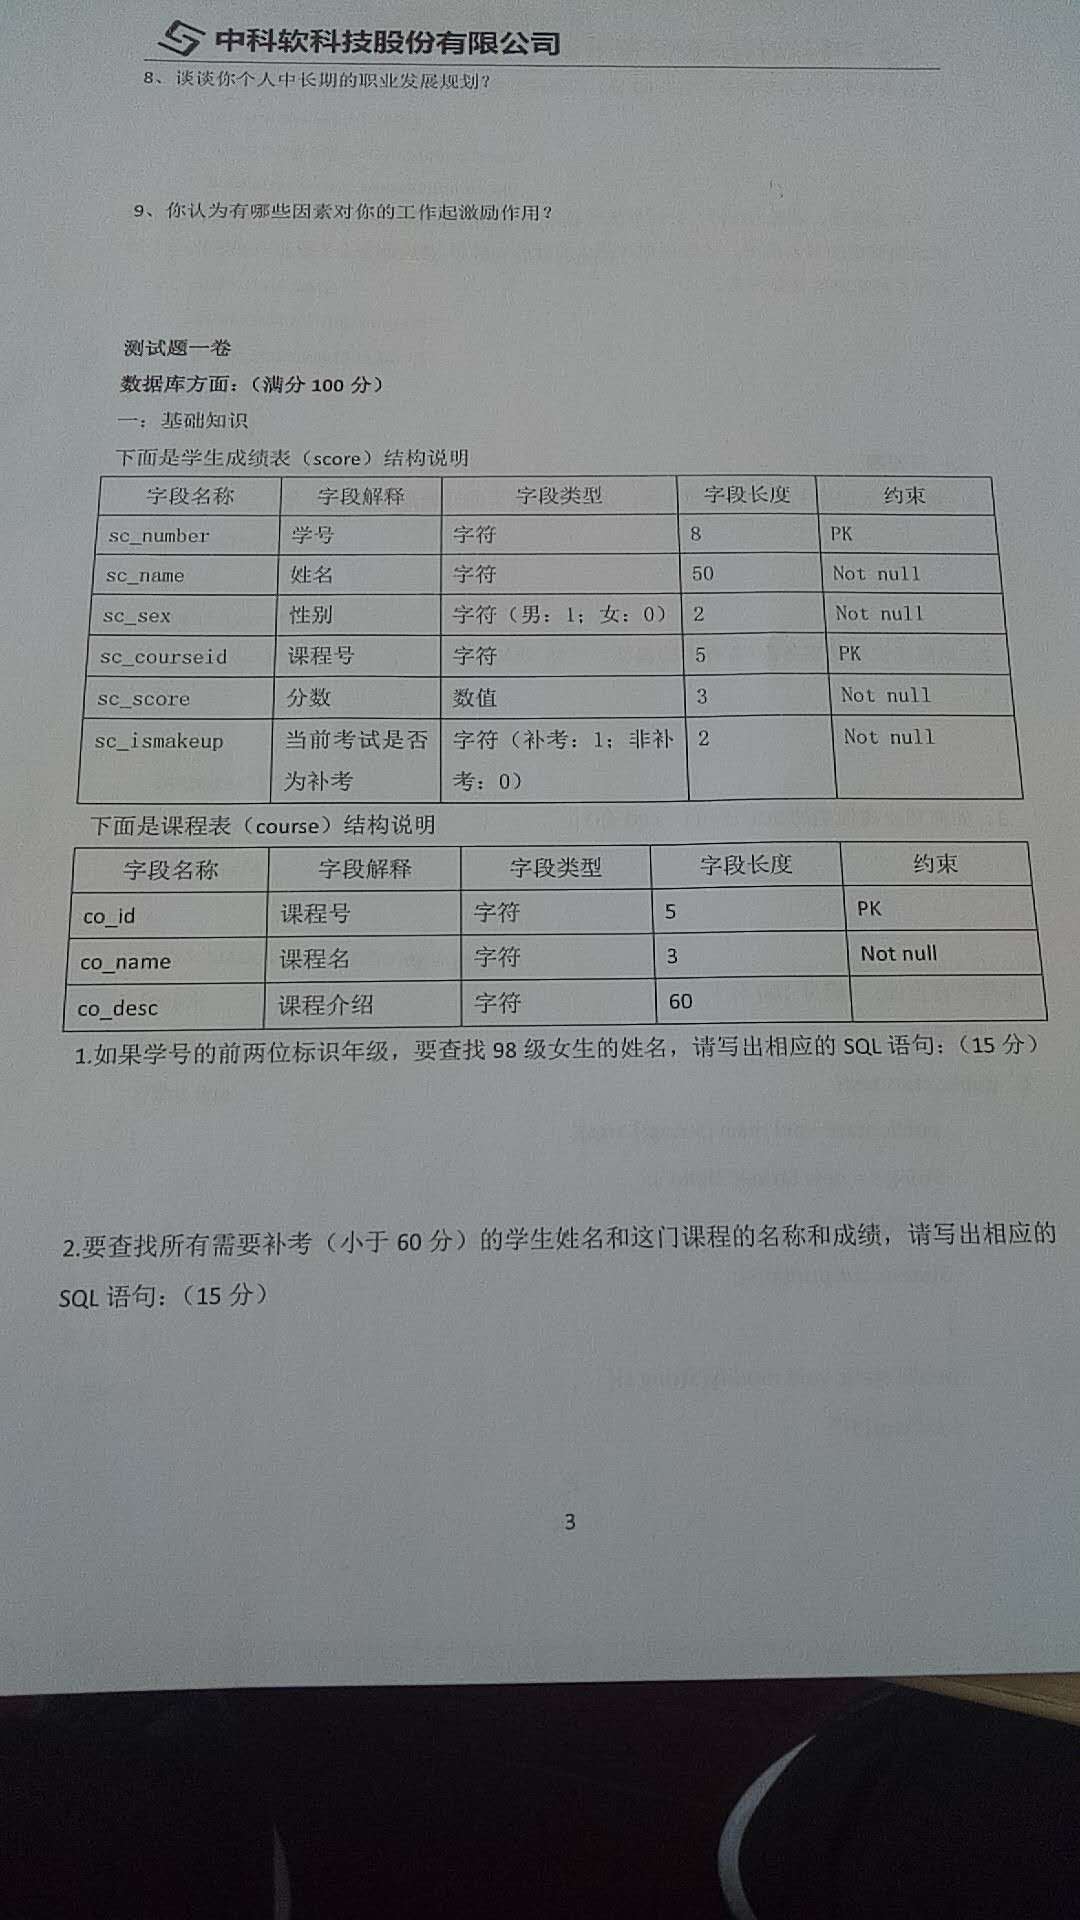 中科软科技股份有限公司
8、谈谈你个人中长期的职业发展规划？
9、你认为有哪些因素对你的工作起激励作用？
测试题一卷
数据库方面：（满分 100 分）
一：基础知识
下面是学生成绩表（score）结构说明
字段名称 字段解释 字段类型 字段长度 约束
sc_number 学号 字符 8 PK
sc_name 姓名 字符 50 Not null
sc_sex 性别 字符（男：1；女：0） 2 Not null
sc_courseid 课程号 字符 5 PK
sc_score 分数 数值 3 Not null
sc_ismakeup 当前考试是否 字符（补考：1；非补 2 Not null
为补考 考：0）
下面是课程表（course）结构说明
字段名称 字段解释 字段类型 字段长度 约束
co_id 课程号 字符 5 PK
co_name 课程名 字符 3 Not null
co_desc 课程介绍 字符 60
1.如果学号的前两位标识年级，要查找 98 级女生的姓名，请写出相应的 SQL 语句：（15 分）
2.要查找所有需要补考（小于 60 分）的学生姓名和这门课程的名称和成绩，请写出相应的
SQL 语句：（15 分）
3